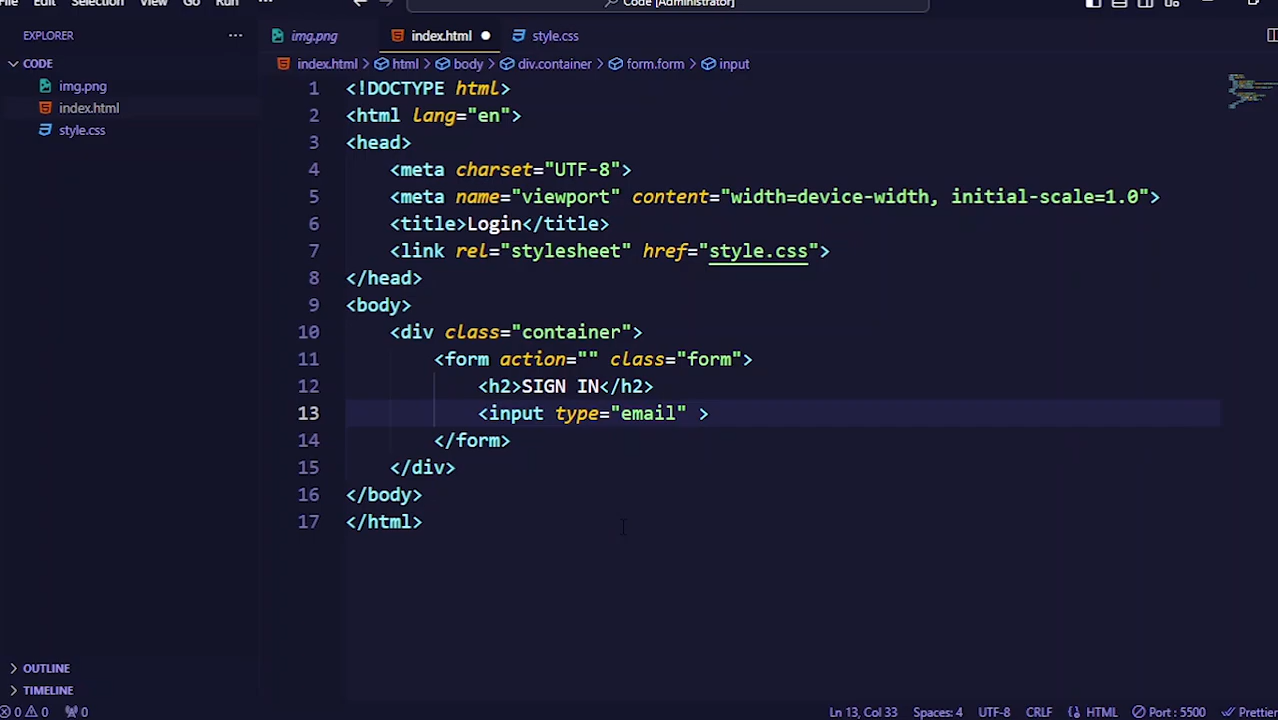 File Edit Selection View Go Run ...
Code [Administrator]
EXPLORER ...
img.png
index.html
style.css
CODE
index.html > html > body > div.container > form.form > input
img.png
index.html
style.css
1 <!DOCTYPE html>
2 <html lang="en">
3 <head>
4 <meta charset="UTF-8">
5 <meta name="viewport" content="width=device-width, initial-scale=1.0">
6 <title>Login</title>
7 <link rel="stylesheet" href="style.css">
8 </head>
9 <body>
10 <div class="container">
11 <form action="" class="form">
12 <h2>SIGN IN</h2>
13 <input type="email" >
14 </form>
15 </div>
16 </body>
17 </html>
OUTLINE
TIMELINE
0 0 0
Ln 13, Col 33 Spaces: 4 UTF-8 CRLF HTML Port : 5500 Prettier